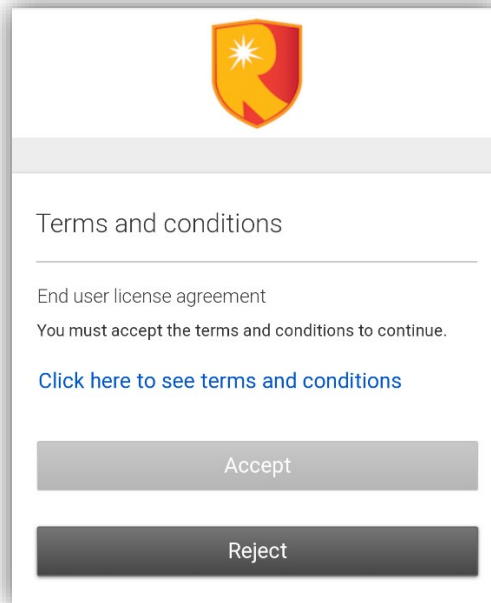 R
Terms and conditions
End user license agreement
You must accept the terms and conditions to continue.
Click here to see terms and conditions
Accept
Reject